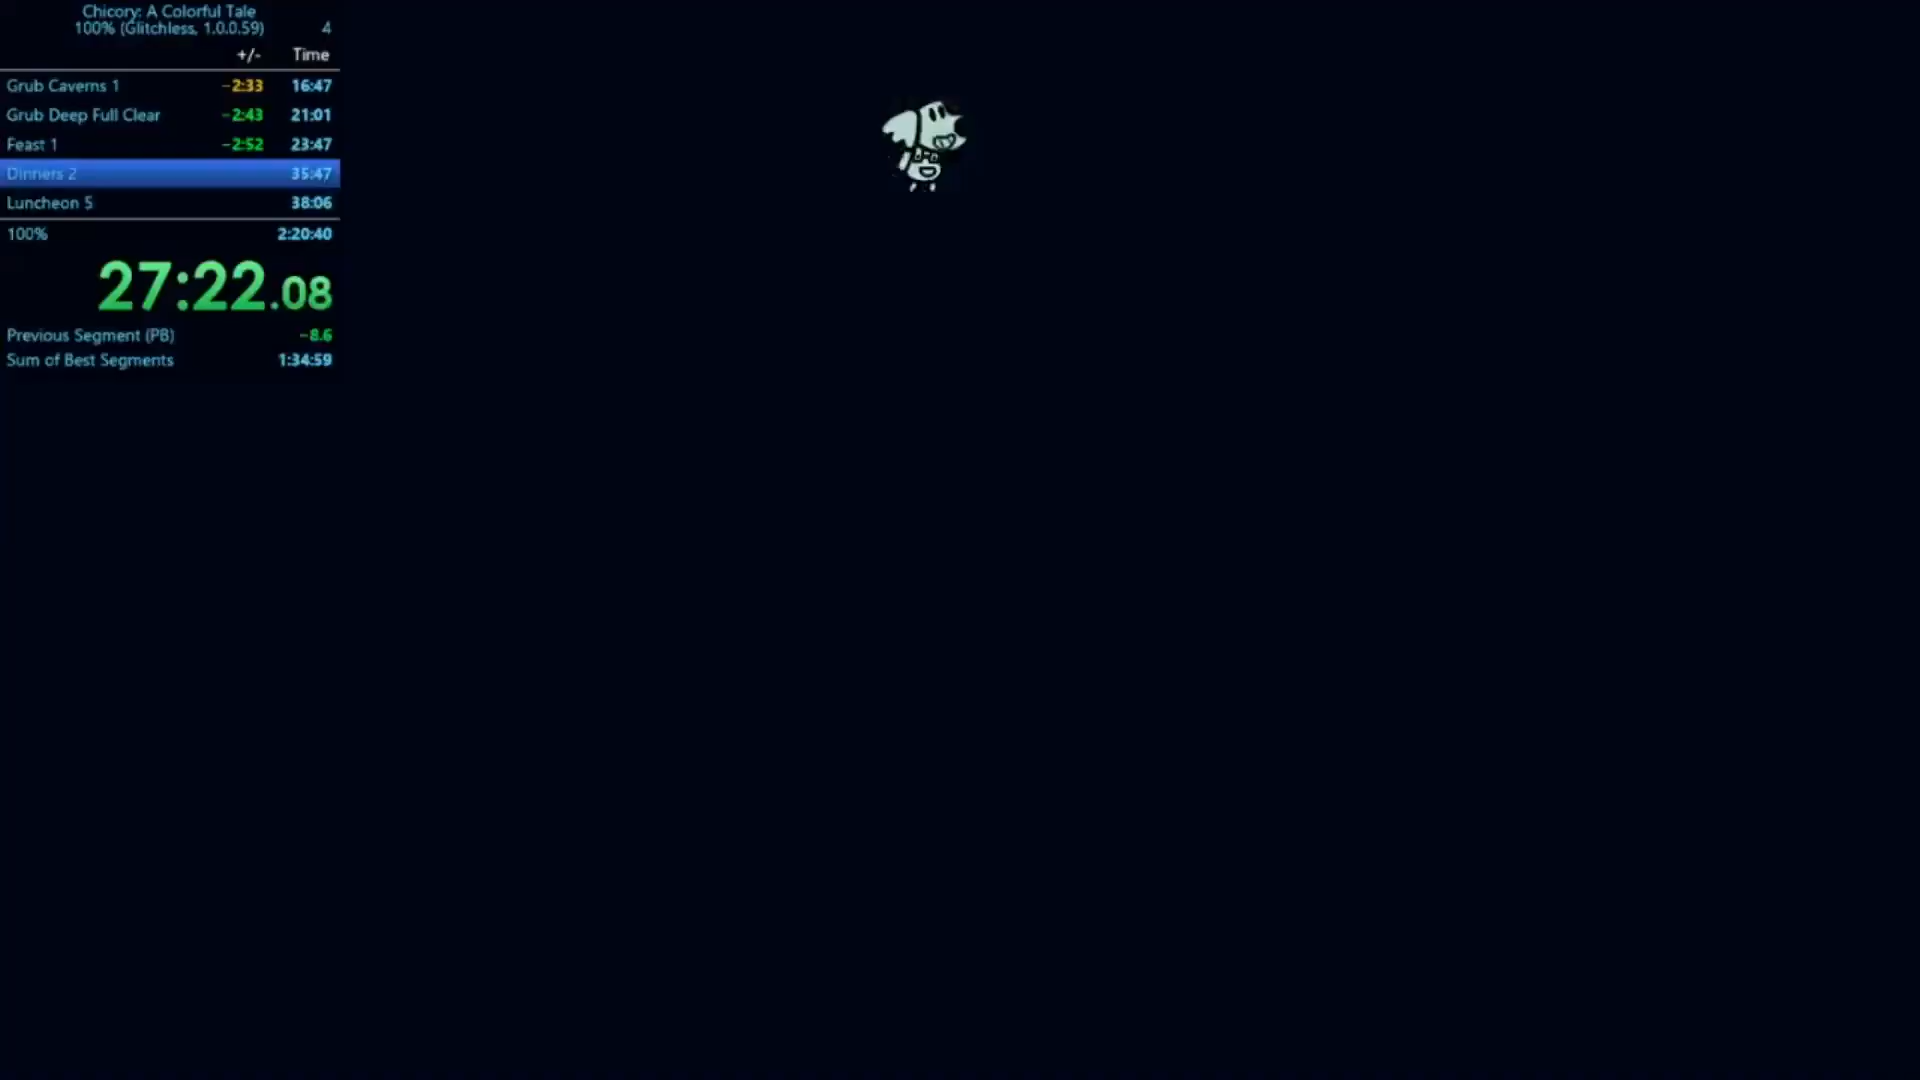 Chicory: A Colorful Tale
100% (Glitchless, 1.0.0.59) 4
+/- Time
Grub Caverns 1 -2:33 16:47
Grub Deep Full Clear -2:43 21:01
Feast 1 -2:52 23:47
Dinners 2 35:47
Luncheon 5 38:06
100% 2:20:40
27:22.08
Previous Segment (PB) -8.6
Sum of Best Segments 1:34:59